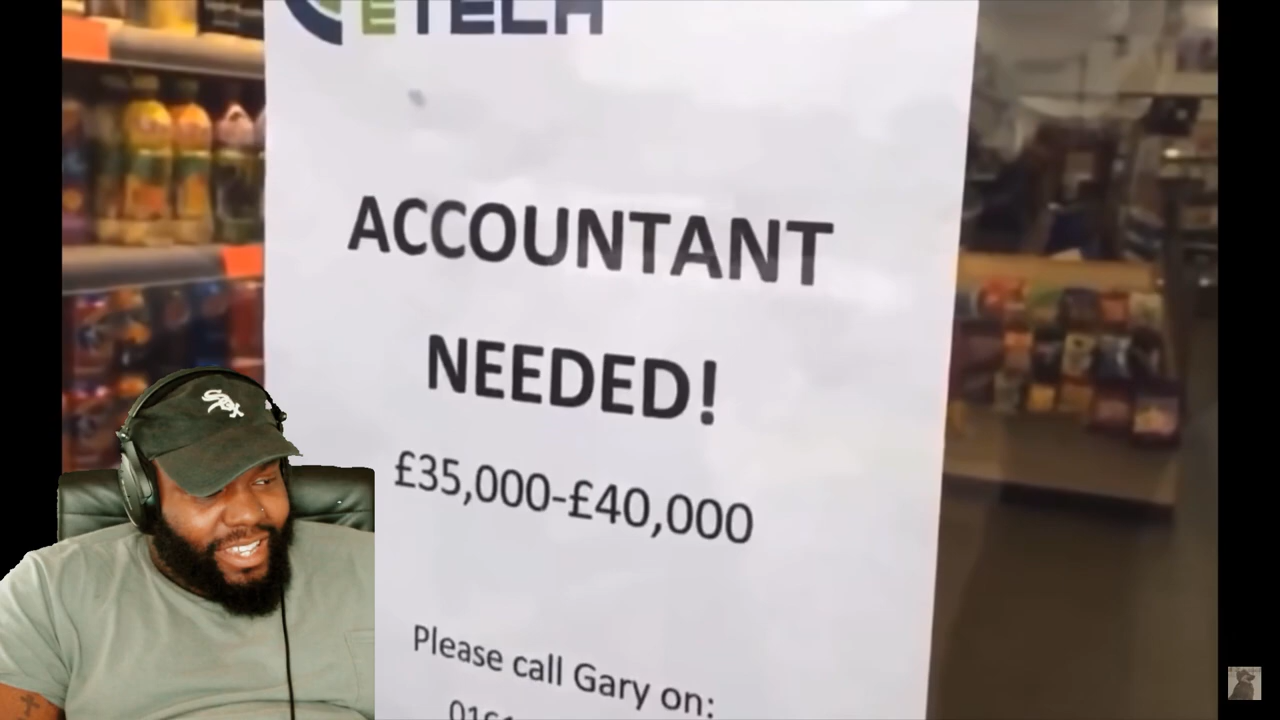 ETECH
ACCOUNTANT
NEEDED!
£35,000-£40,000
Please call Gary on: